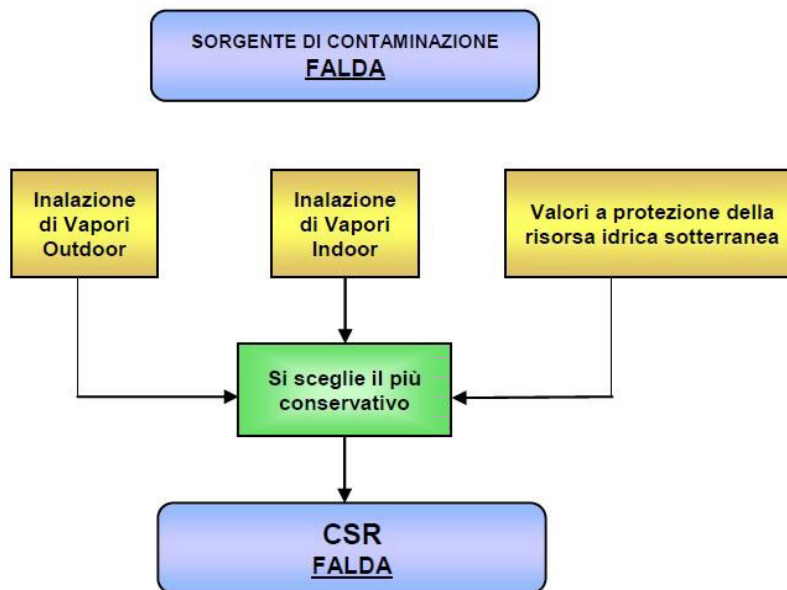 SORGENTE DI CONTAMINAZIONE
FALDA
Inalazione
di Vapori
Outdoor
Inalazione
di Vapori
Indoor
Valori a protezione della
risorsa idrica sotterranea
Si sceglie il più
conservativo
CSR
FALDA